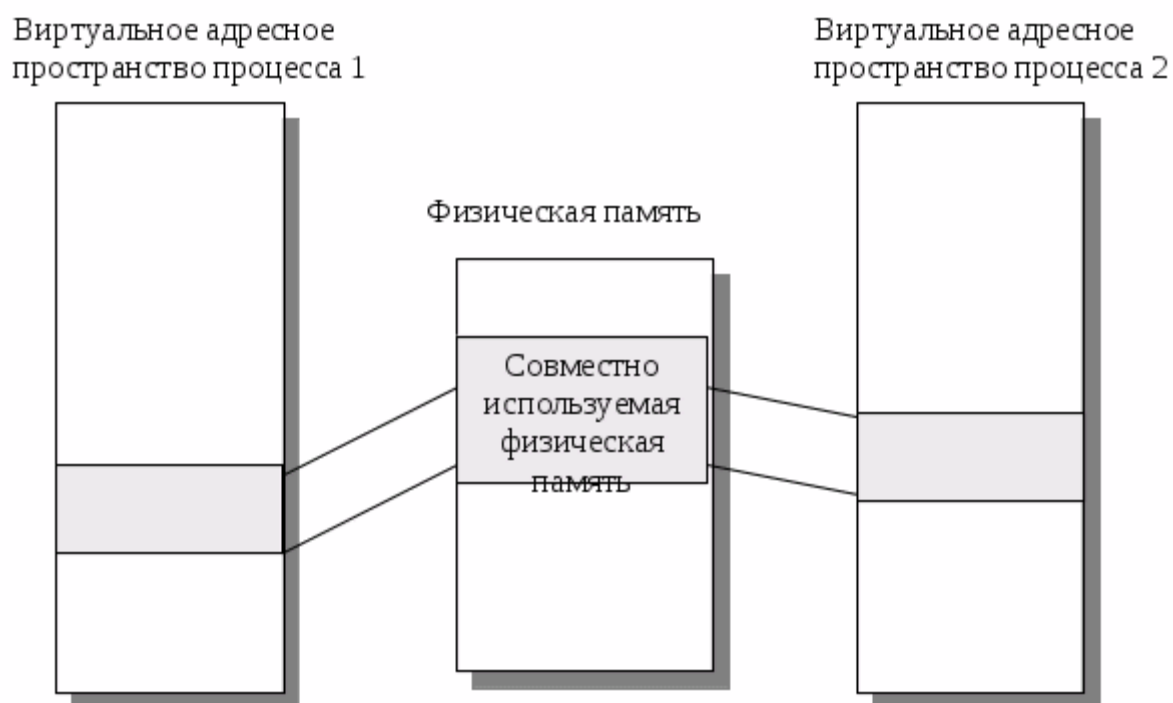 Виртуальное адресное
пространство процесса 1
Виртуальное адресное
пространство процесса 2
Физическая память
Совместно
используемая
физическая
память